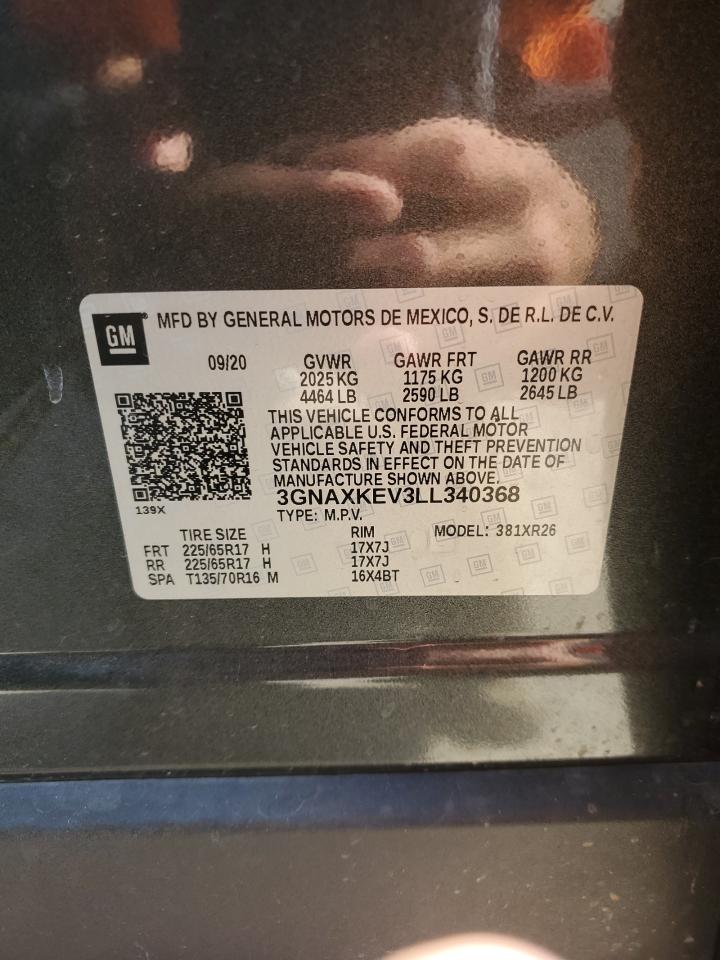 GM
MFD BY GENERAL MOTORS DE MEXICO, S. DE R.L. DE C.V.
09/20 GVWR GAWR FRT GAWR RR
2025 KG 1175 KG 1200 KG
4464 LB 2590 LB 2645 LB
THIS VEHICLE CONFORMS TO ALL
APPLICABLE U.S. FEDERAL MOTOR
VEHICLE SAFETY AND THEFT PREVENTION
STANDARDS IN EFFECT ON THE DATE OF
MANUFACTURE SHOWN ABOVE.
3GNAXKEV3LL340368
139X
TYPE: M.P.V.
TIRE SIZE RIM MODEL: 381XR26
FRT 225/65R17 H 17X7J
RR 225/65R17 H 17X7J
SPA T135/70R16 M 16X4BT